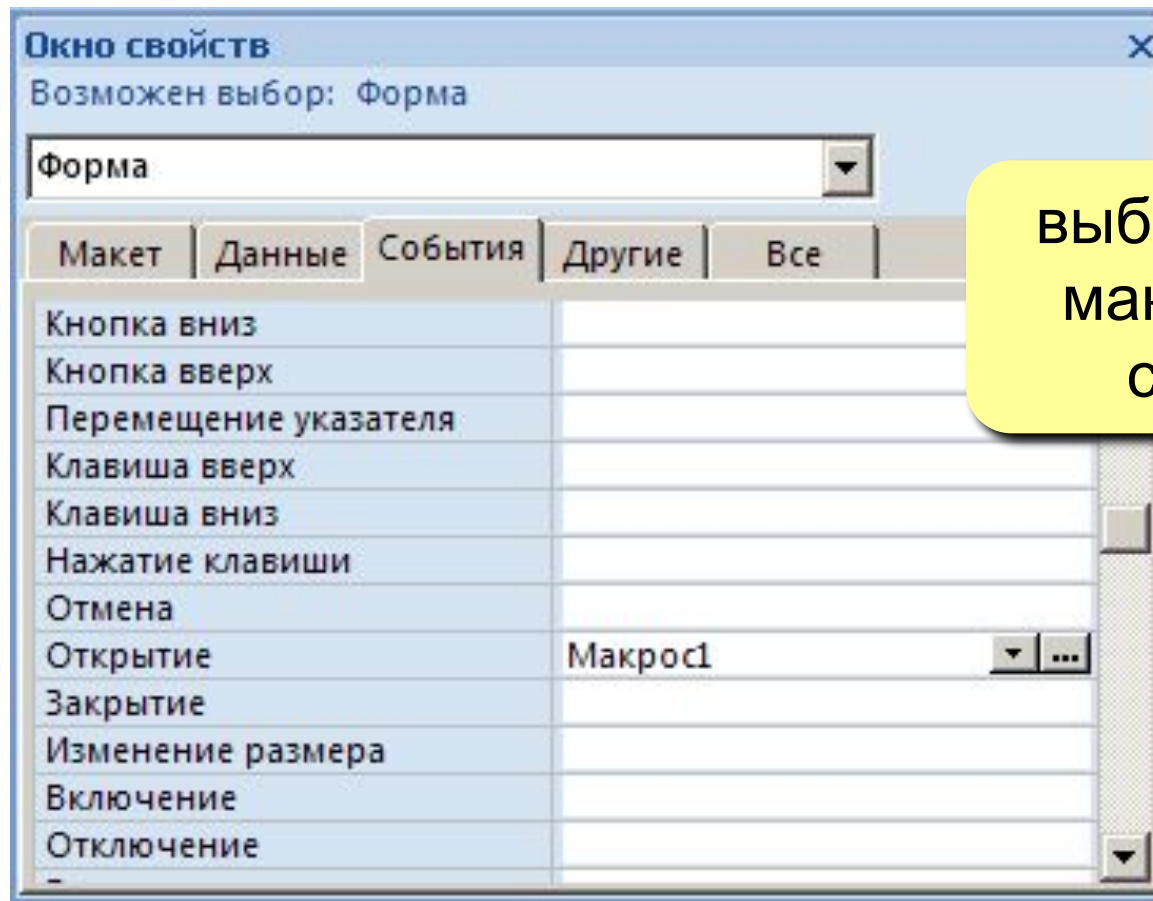 Окно свойств
Возможен выбор: Форма
Форма
Макет Данные События Другие Все
Кнопка вниз
Кнопка вверх
Перемещение указателя
Клавиша вверх
Клавиша вниз
Нажатие клавиши
Отмена
Открытие Макрос1
Закрытие
Изменение размера
Включение
Отключение